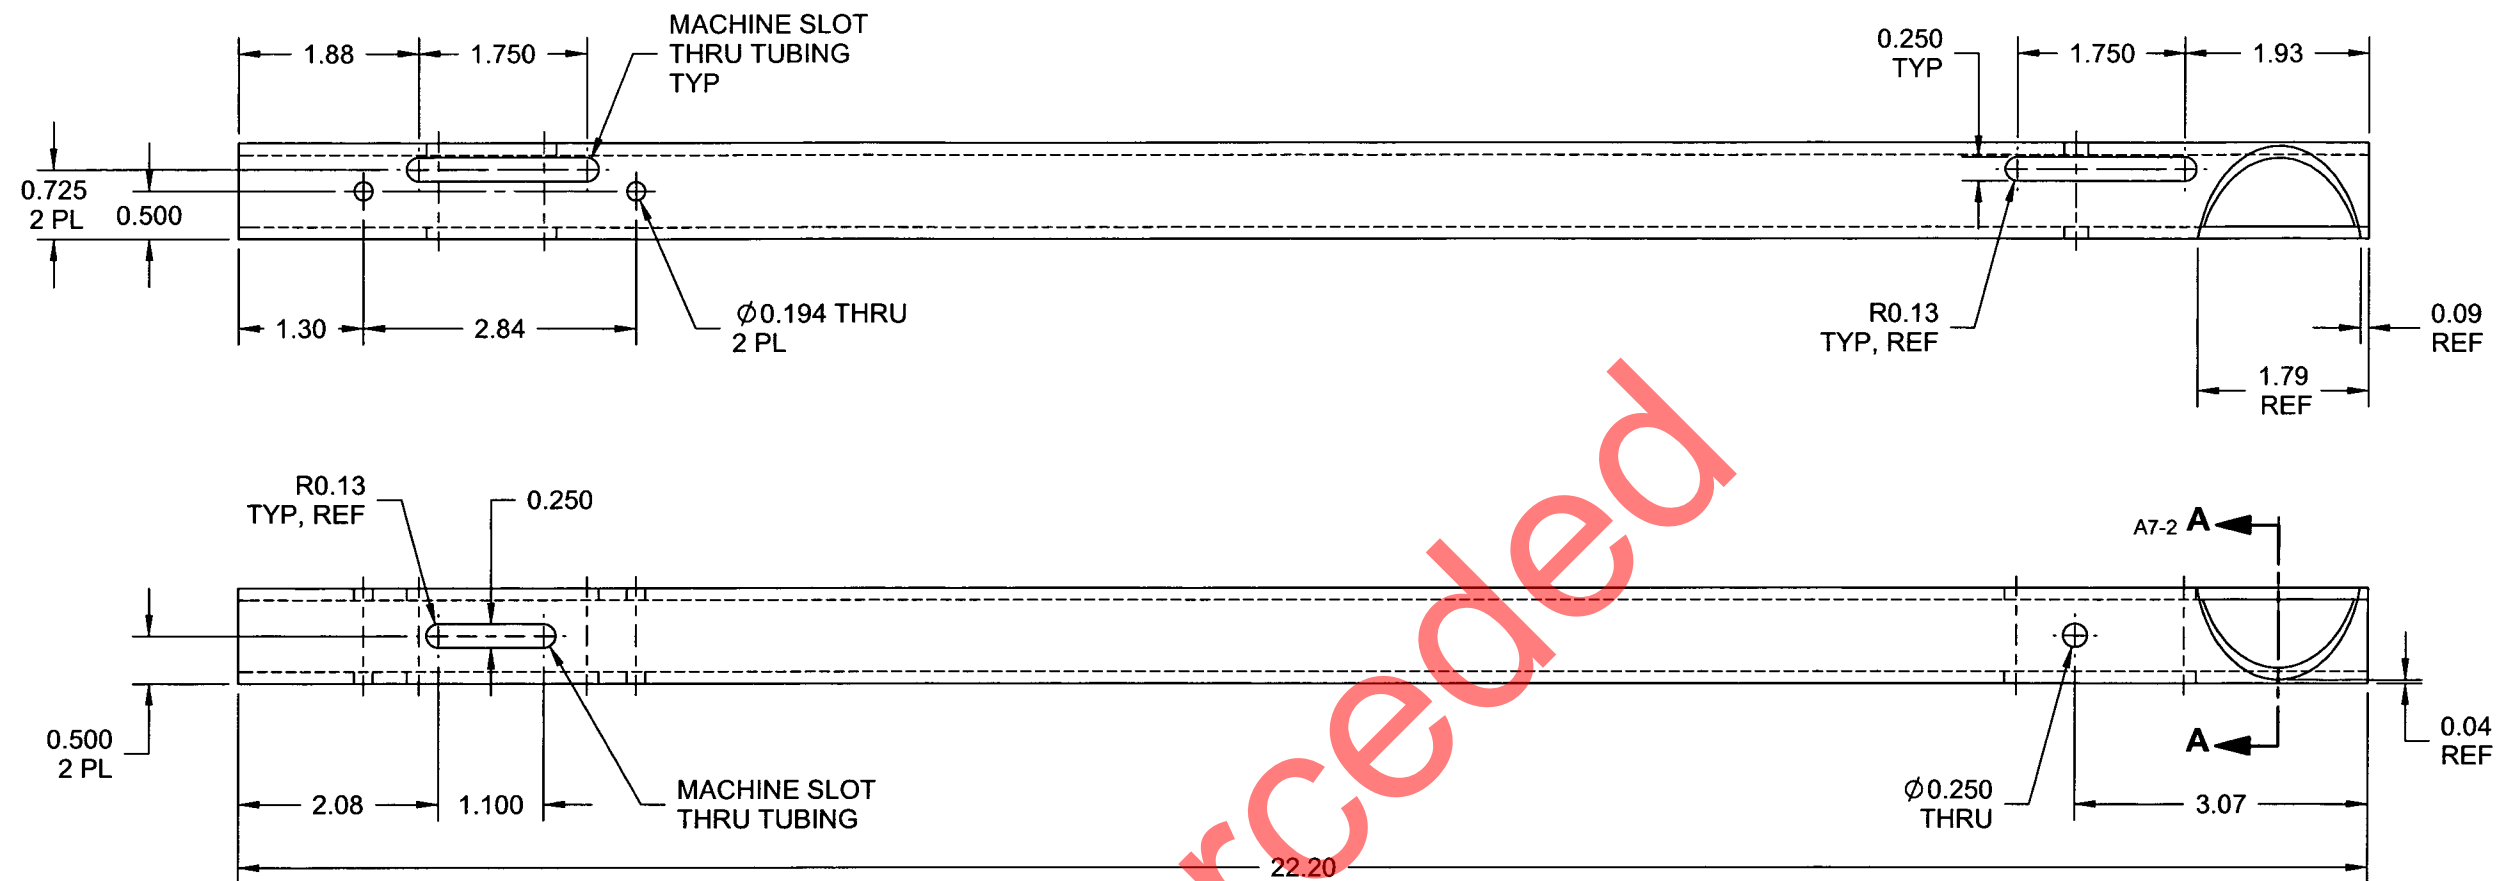 MACHINE SLOT
THRU TUBING
TYP
1.88
1.750
0.250
TYP
1.750
1.93
0.725
2 PL
0.500
1.30
2.84
Ø0.194 THRU
2 PL
R0.13
TYP, REF
0.09
REF
1.79
REF
R0.13
TYP, REF
0.250
A7-2 A
0.500
2 PL
2.08
1.100
MACHINE SLOT
THRU TUBING
A
0.04
REF
Ø0.250
THRU
3.07
22.20
rceded